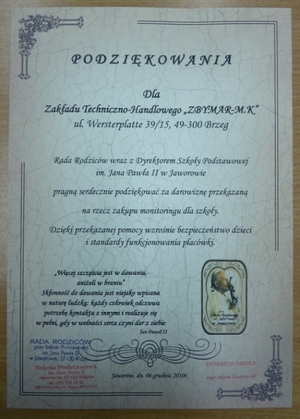 PODZIĘKOWANIA
Dla
Zakładu Techniczno-Handlowego „ZBYMAR-M.K”
ul. Wersterplatte 39/15, 49-300 Brzeg
Rada Rodziców wraz z Dyrektorem Szkoły Podstawowej
im. Jana Pawła II w Jaworowie
pragną serdecznie podziękować za darowiznę przekazaną
na rzecz zakupu monitoringu dla szkoły.
Dzięki przekazanej pomocy wzrośnie bezpieczeństwo dzieci
i standardy funkcjonowania placówki.
„Więcej szczęścia jest w dawaniu,
aniżeli w braniu”
Skłonność do dawania jest niejako wpisana
w naturę ludzką: każdy człowiek odczuwa
potrzebę kontaktu z innymi i realizuje się
w pełni, gdy w wolności serca czyni dar z siebie
Jan Paweł II
RADA RODZICÓW
Szkoła Podstawowa
Jaworów, dn. 06 grudnia 2010r.
DYREKTOR SZKOŁY